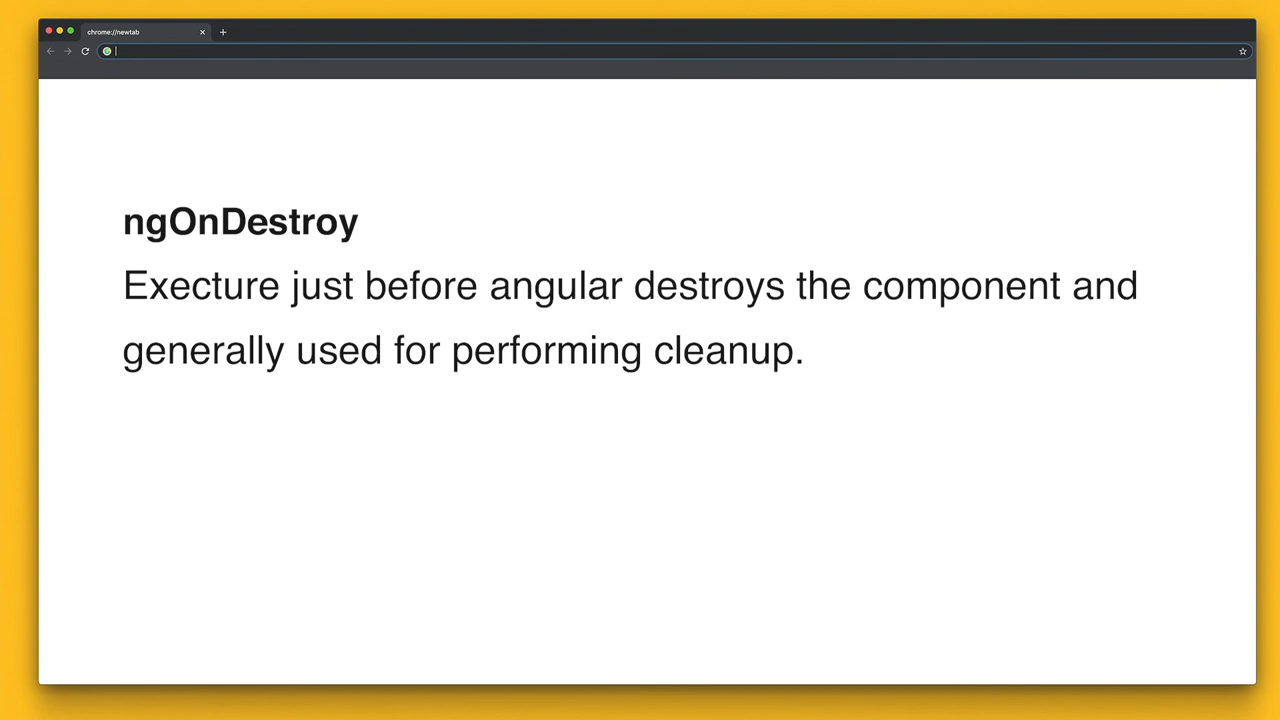 chrome://newtab
ngOnDestroy
Execture just before angular destroys the component and
generally used for performing cleanup.